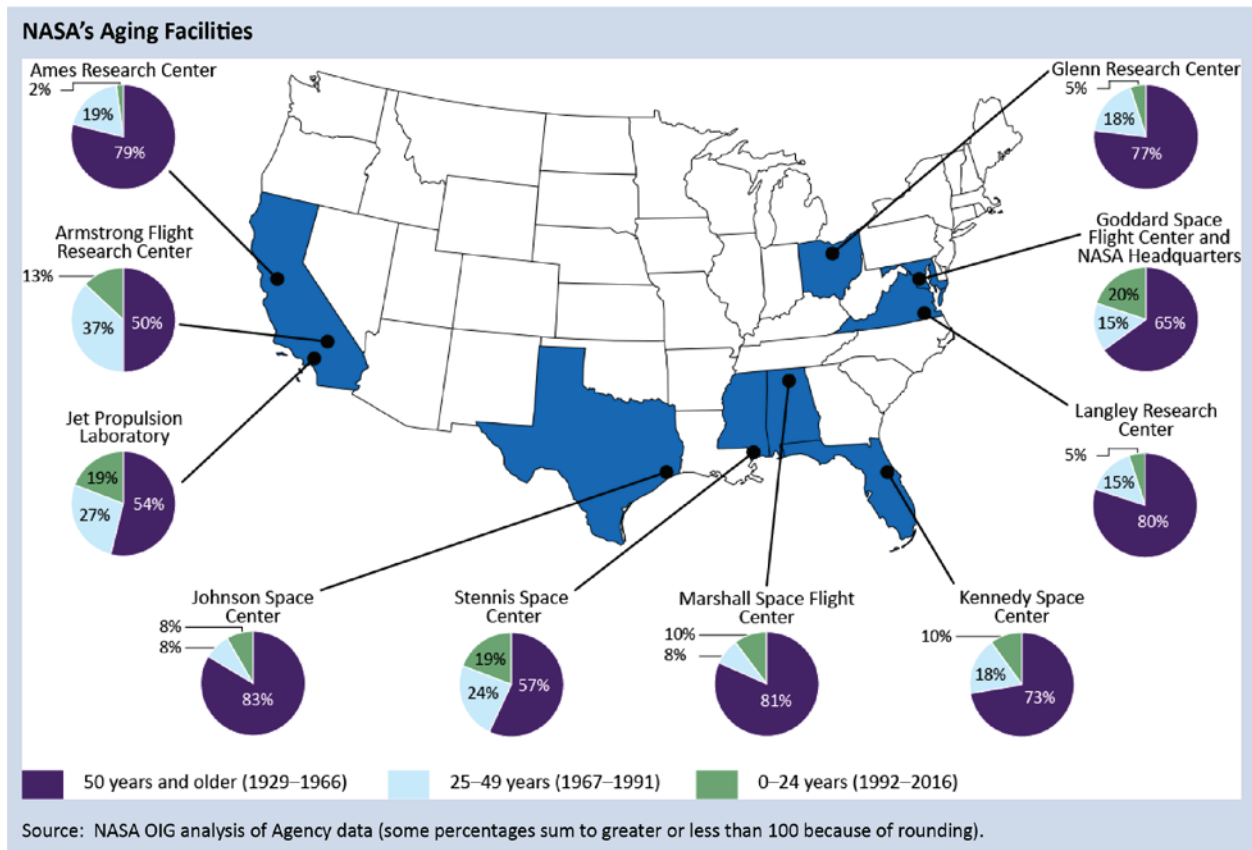 NASA's Aging Facilities
Ames Research Center
2%
19%
79%
Glenn Research Center
5%
18%
77%
Armstrong Flight
Research Center
13%
37%
50%
Goddard Space
Flight Center and
NASA Headquarters
20%
15%
65%
Jet Propulsion
Laboratory
19%
27%
54%
Langley Research
Center
5%
15%
80%
Johnson Space
Center
8%
8%
83%
Stennis Space
Center
19%
24%
57%
Marshall Space Flight
Center
10%
8%
81%
Kennedy Space
Center
10%
18%
73%
50 years and older (1929–1966)
25–49 years (1967–1991)
0–24 years (1992–2016)
Source: NASA OIG analysis of Agency data (some percentages sum to greater or less than 100 because of rounding).